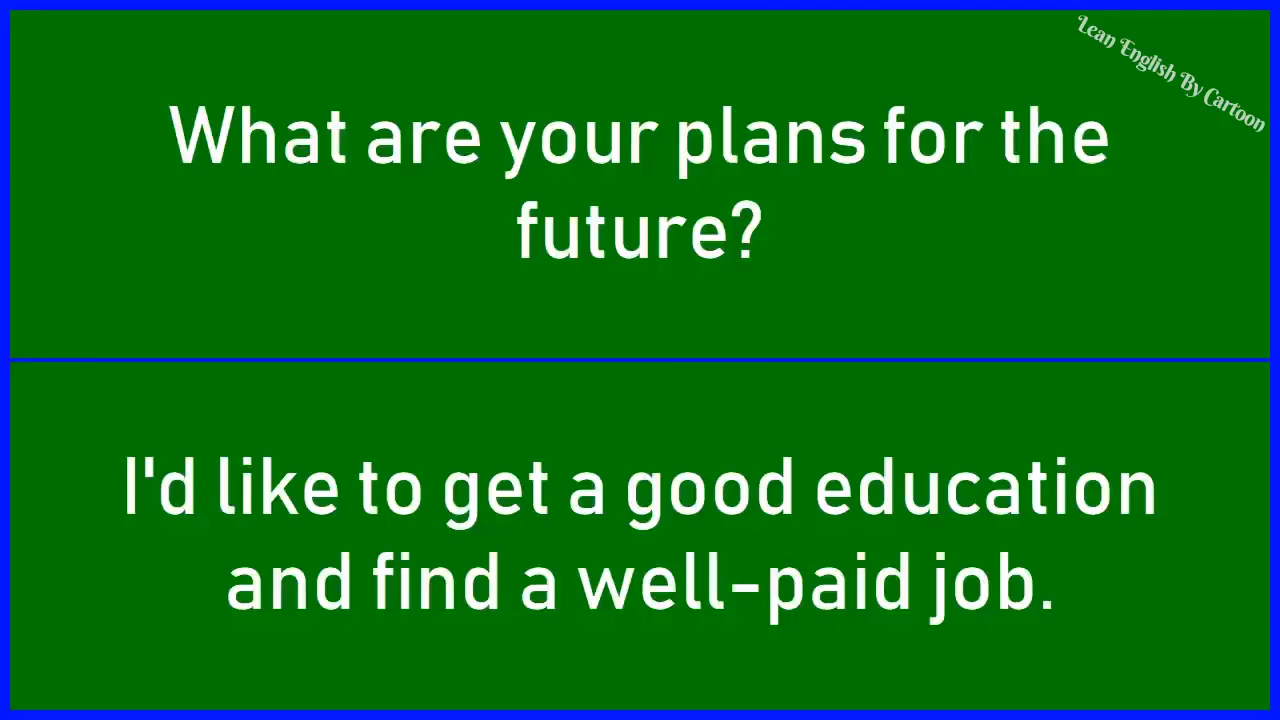 Lean English By Cartoon
What are your plans for the
future?
I'd like to get a good education
and find a well-paid job.